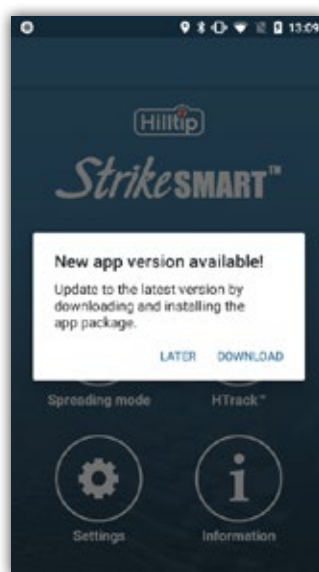 13:09
Hilltip
StrikeSMART™
New app version available!
Update to the latest version by
downloading and installing the
app package.
LATER DOWNLOAD
Spreading mode HTrack™
Settings Information